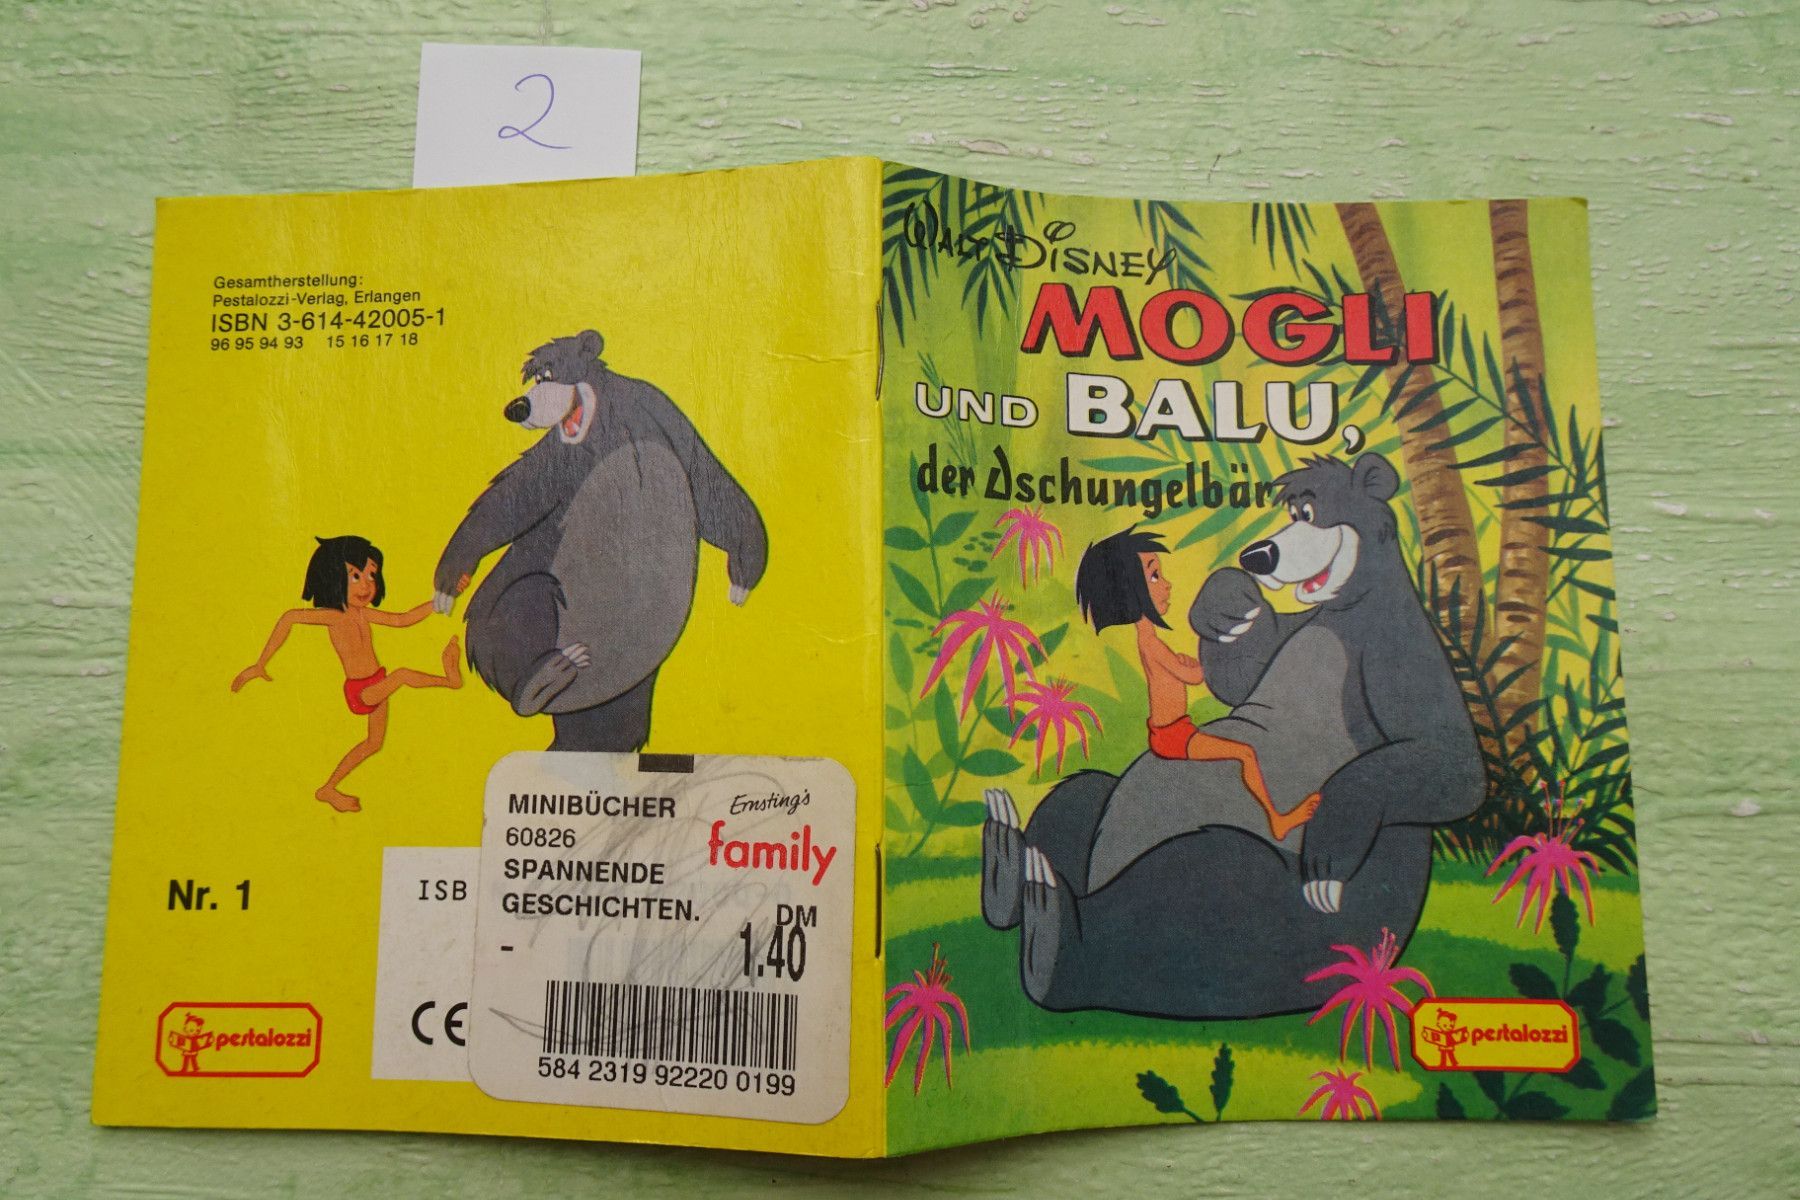 2
Gesamtherstellung:
Pestalozzi-Verlag, Erlangen
ISBN 3-614-42005-1
96 95 94 93 15 16 17 18
Nr. 1
ISB
CE
pestalozzi
MINIBÜCHER
60826
SPANNENDE
GESCHICHTEN.
-
Ernsting's
family
DM
1.40
584 2319 92220 0199
WALT DISNEY
MOGLI
UND BALU,
der Dschungelbär
pestalozzi